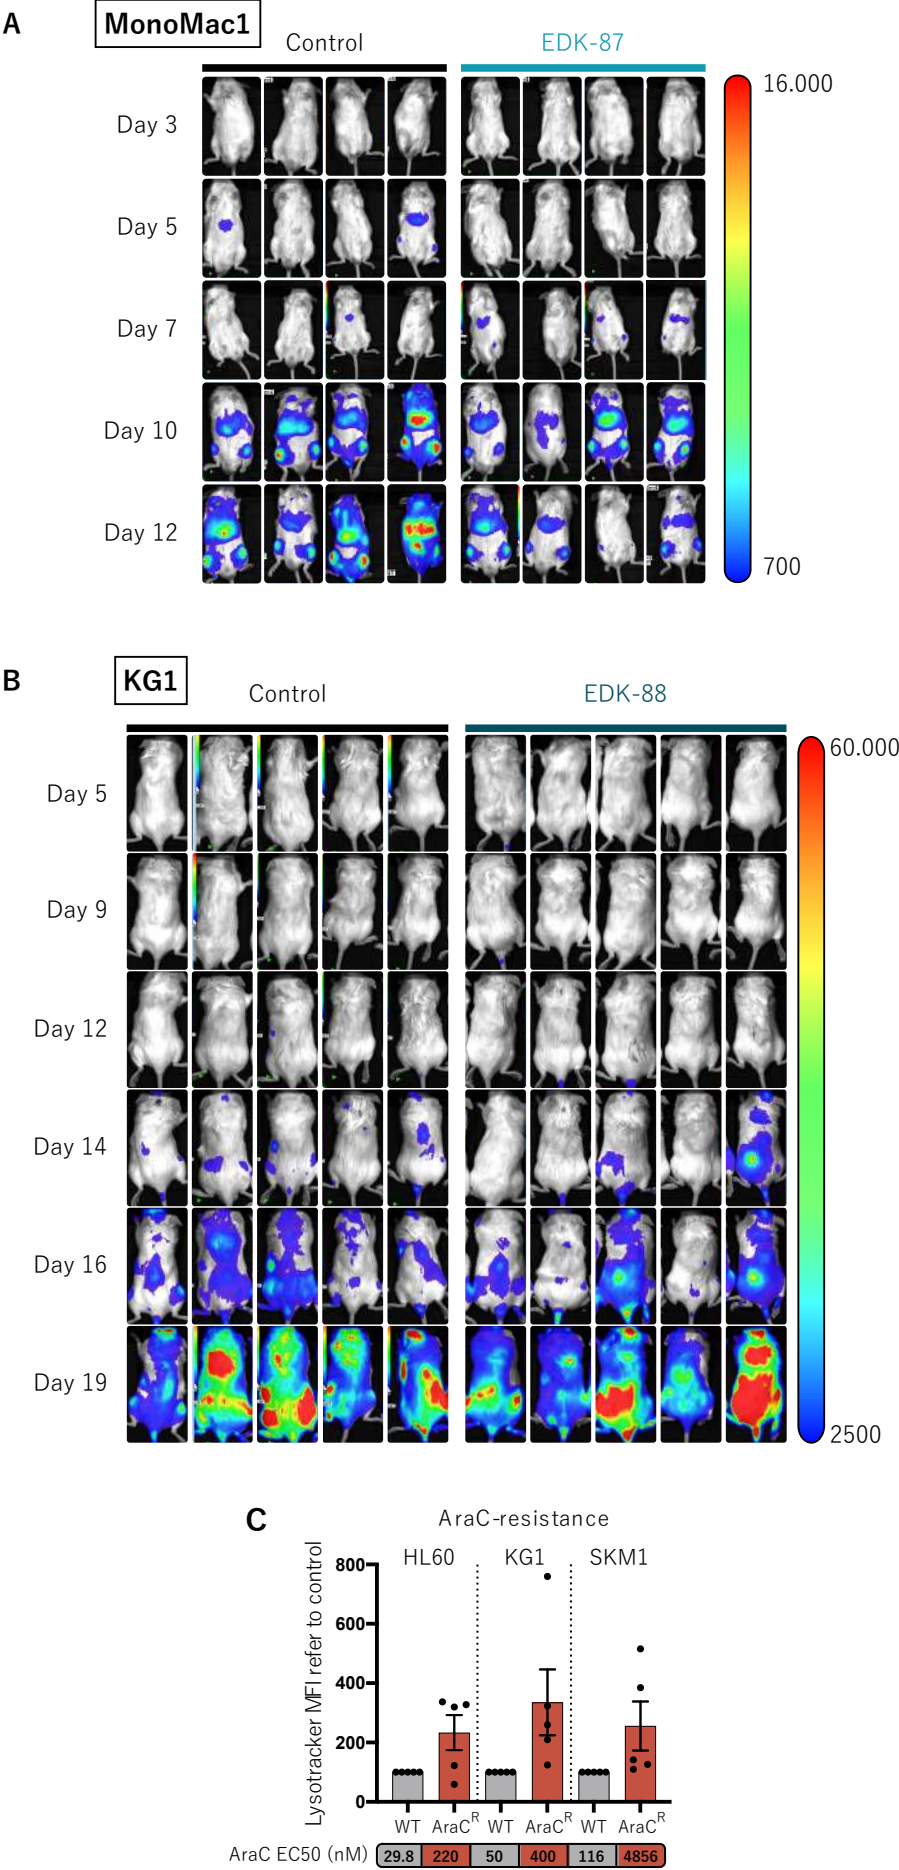 A
MonoMac1
Control
EDK-87
Day 3
Day 5
Day 7
Day 10
Day 12
16.000
700
B
KG1
Control
EDK-88
Day 5
Day 9
Day 12
Day 14
Day 16
Day 19
60.000
2500
C
AraC-resistance
HL60 KG1 SKM1
Lysotracker MFI refer to control
800
600
400
200
0
WT AraCR WT AraCR WT AraCR
AraC EC50 (nM) 29.8 220 50 400 116 4856